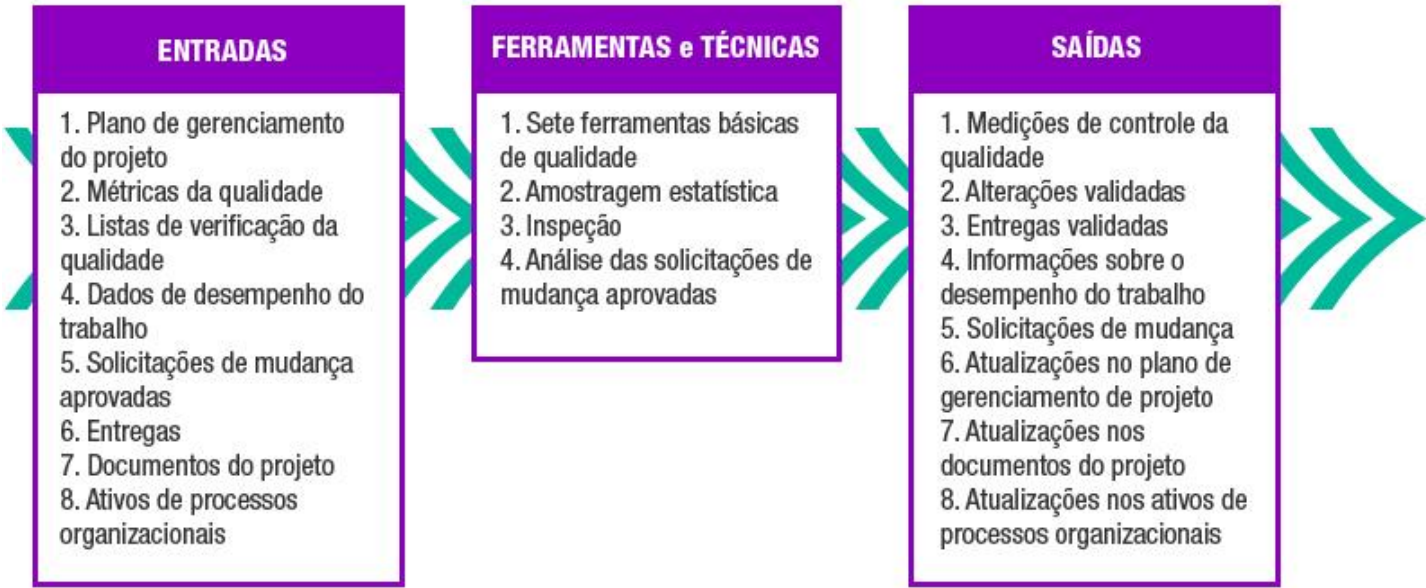 ENTRADAS
1. Plano de gerenciamento
do projeto
2. Métricas da qualidade
3. Listas de verificação da
qualidade
4. Dados de desempenho do
trabalho
5. Solicitações de mudança
aprovadas
6. Entregas
7. Documentos do projeto
8. Ativos de processos
organizacionais
FERRAMENTAS e TÉCNICAS
1. Sete ferramentas básicas
de qualidade
2. Amostragem estatística
3. Inspeção
4. Análise das solicitações de
mudança aprovadas
SAÍDAS
1. Medições de controle da
qualidade
2. Alterações validadas
3. Entregas validadas
4. Informações sobre o
desempenho do trabalho
5. Solicitações de mudança
6. Atualizações no plano de
gerenciamento de projeto
7. Atualizações nos
documentos do projeto
8. Atualizações nos ativos de
processos organizacionais